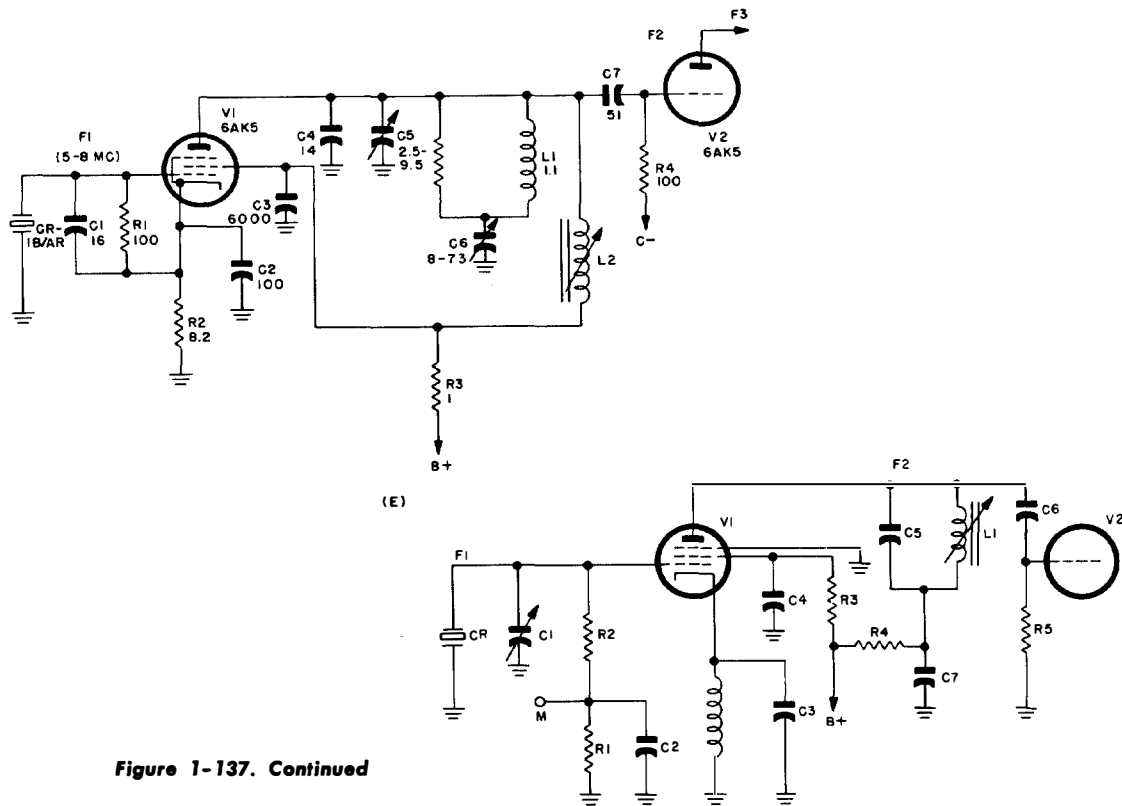 F3
F2
C7
51
V2
6AK5
V1
6AK5
F1
(5-8 MC)
C4
14
C5
2.5-
9.5
L1
1.1
R4
100
C-
CR-
18/AR
C1
16
R1
100
C3
6000
C6
8-73
L2
C2
100
R2
8.2
R3
1
B+
(E)
F2
V1
C5
L1
C6
V2
F1
CR
C1
R2
C4
R3
R4
R5
C7
M
R1
C2
C3
B+
Figure 1-137. Continued